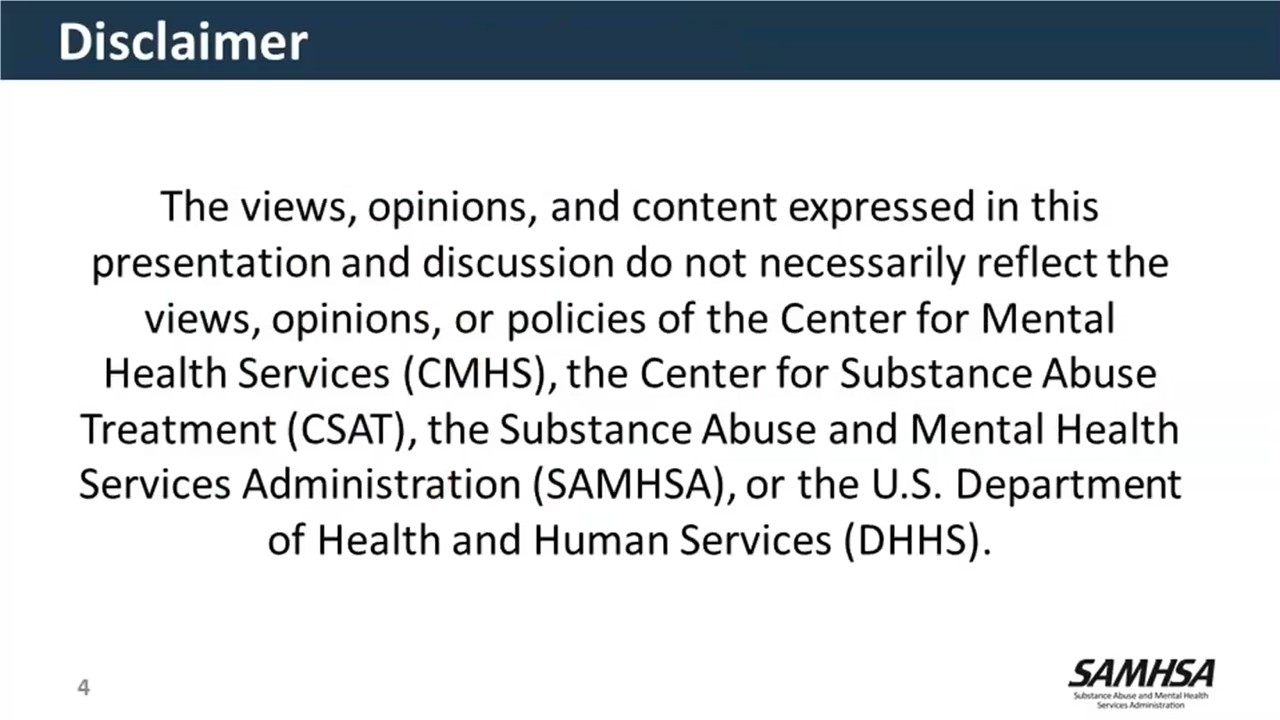 Disclaimer
The views, opinions, and content expressed in this
presentation and discussion do not necessarily reflect the
views, opinions, or policies of the Center for Mental
Health Services (CMHS), the Center for Substance Abuse
Treatment (CSAT), the Substance Abuse and Mental Health
Services Administration (SAMHSA), or the U.S. Department
of Health and Human Services (DHHS).
4
SAMHSA
Substance Abuse and Mental Health
Services Administration